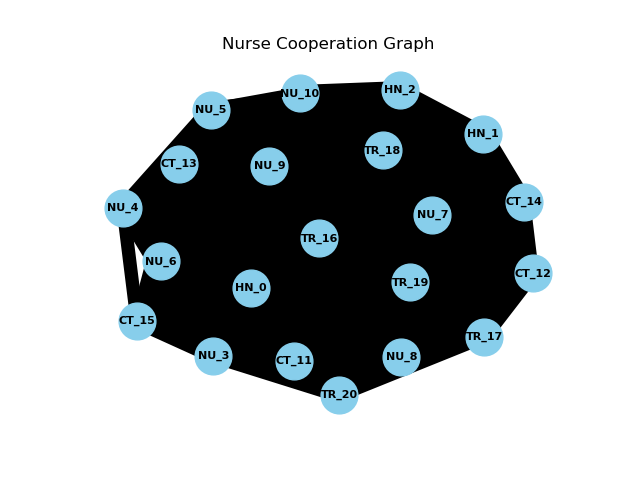 Nurse Cooperation Graph
HN_2
NU_10
NU_5
HN_1
TR_18
CT_13
NU_9
CT_14
NU_4
NU_7
TR_16
NU_6
CT_12
TR_19
HN_0
CT_15
TR_17
NU_3
NU_8
CT_11
TR_20